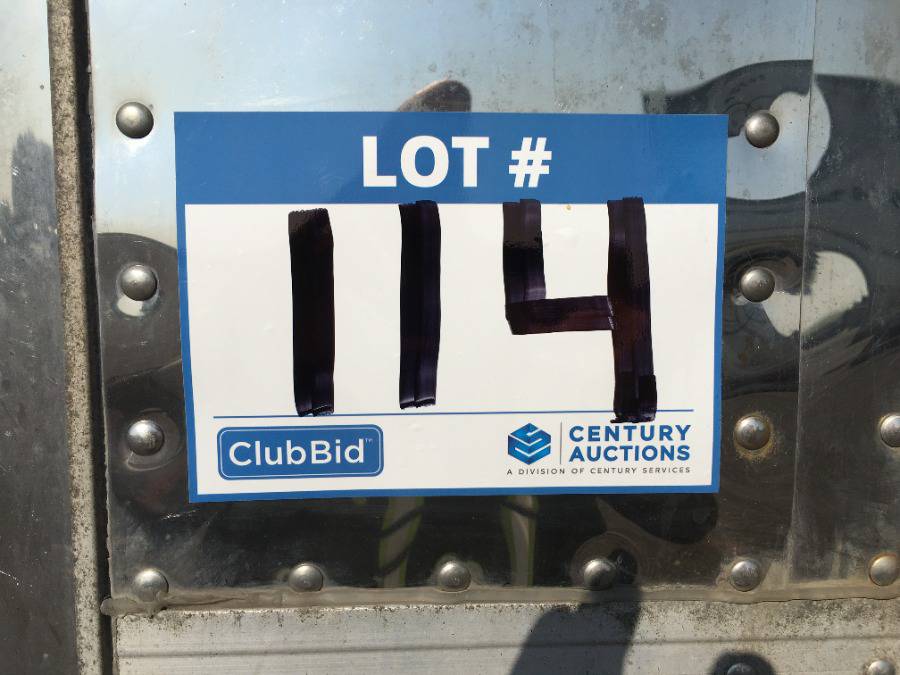 LOT #
114
ClubBid™
CENTURY
AUCTIONS
A DIVISION OF CENTURY SERVICES